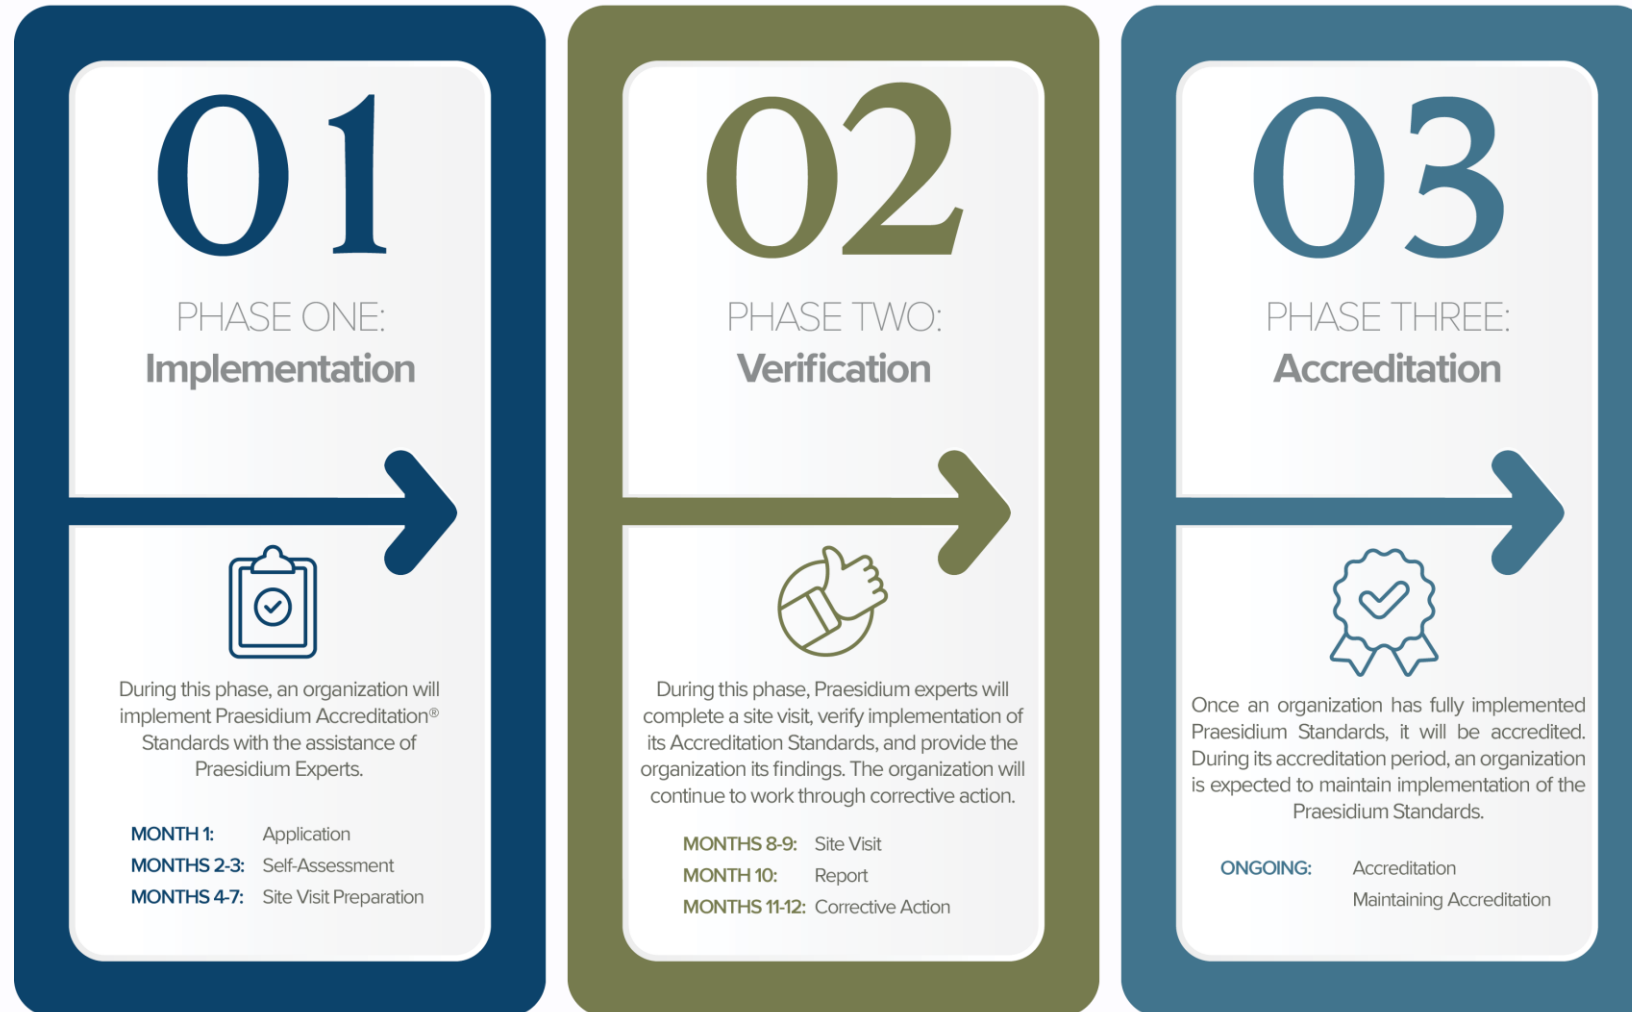 01
PHASE ONE:
Implementation
During this phase, an organization will
implement Praesidium Accreditation®
Standards with the assistance of
Praesidium Experts.
MONTH 1: Application
MONTHS 2-3: Self-Assessment
MONTHS 4-7: Site Visit Preparation
02
PHASE TWO:
Verification
During this phase, Praesidium experts will
complete a site visit, verify implementation of
its Accreditation Standards, and provide the
organization its findings. The organization will
continue to work through corrective action.
MONTHS 8-9: Site Visit
MONTH 10: Report
MONTHS 11-12: Corrective Action
03
PHASE THREE:
Accreditation
Once an organization has fully implemented
Praesidium Standards, it will be accredited.
During its accreditation period, an organization
is expected to maintain implementation of the
Praesidium Standards.
ONGOING: Accreditation
Maintaining Accreditation